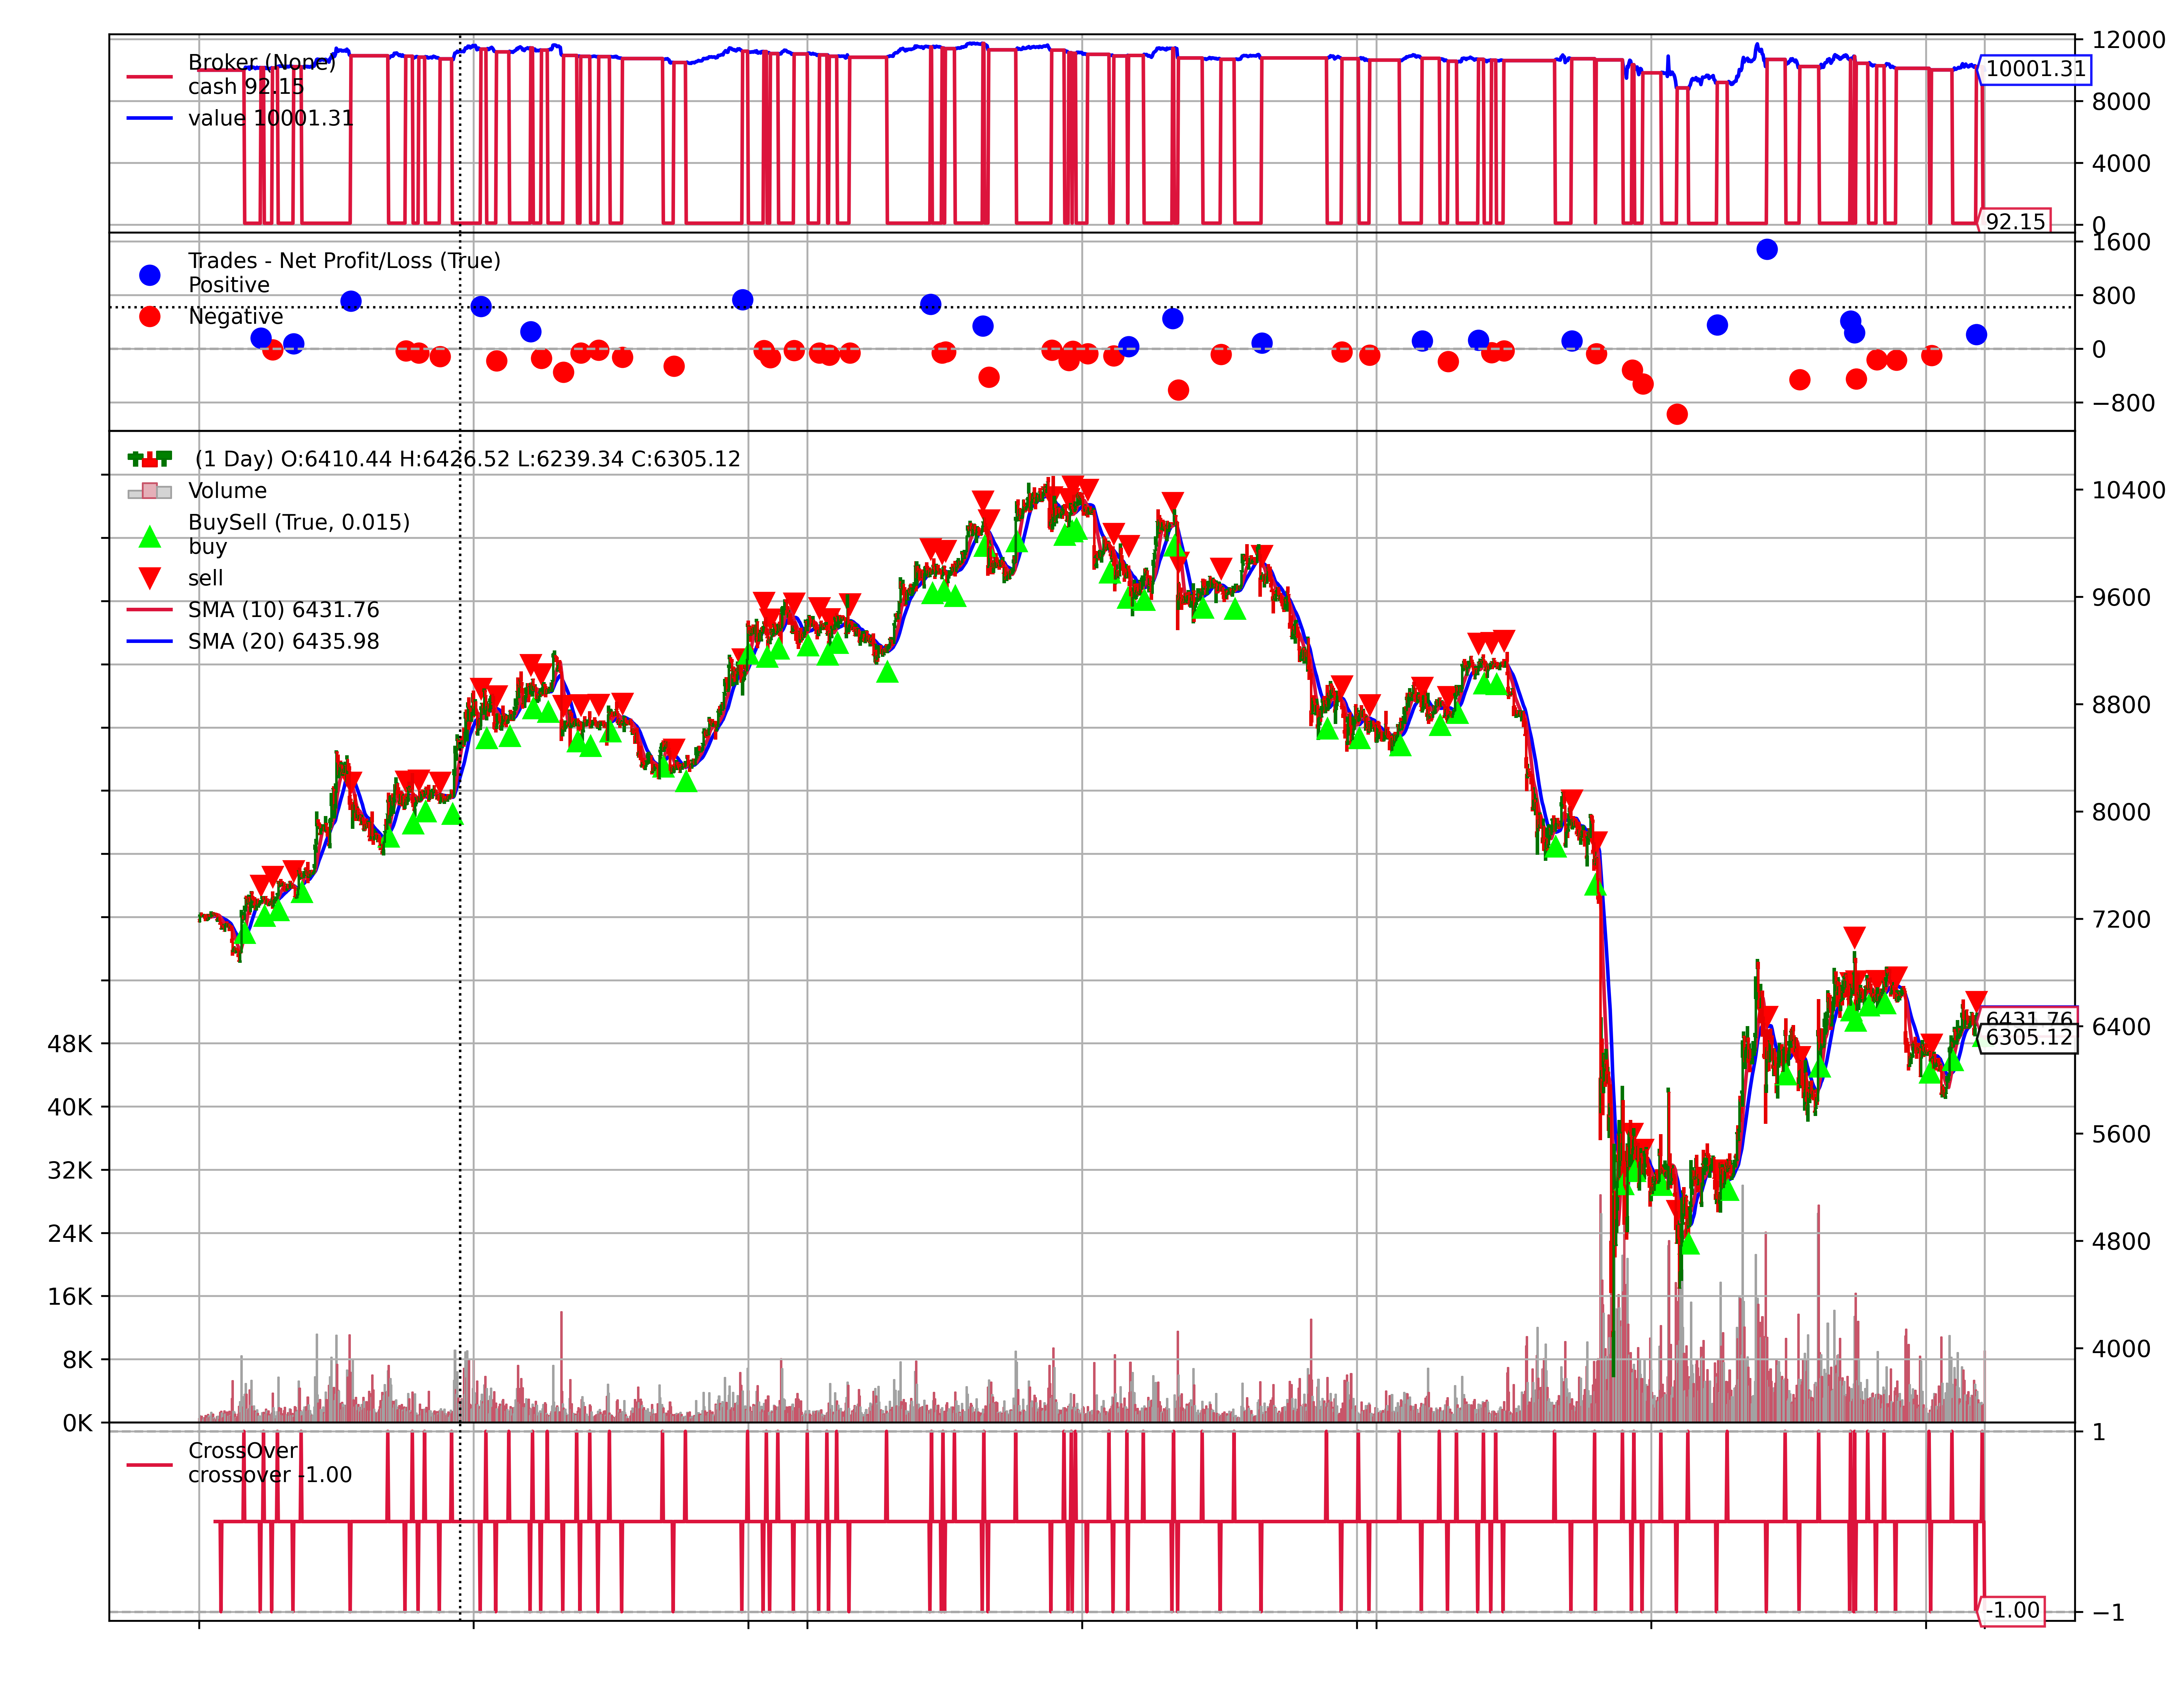 Broker (None)
cash 92.15
value 10001.31
12000
10001.31
8000
4000
0
92.15
Trades - Net Profit/Loss (True)
Positive
Negative
1600
800
0
−800
(1 Day) O:6410.44 H:6426.52 L:6239.34 C:6305.12
Volume
BuySell (True, 0.015)
buy
sell
SMA (10) 6431.76
SMA (20) 6435.98
10400
9600
8800
8000
7200
6431.76
6400
6305.12
5600
4800
4000
48K
40K
32K
24K
16K
8K
0K
CrossOver
crossover -1.00
1
-1.00
−1